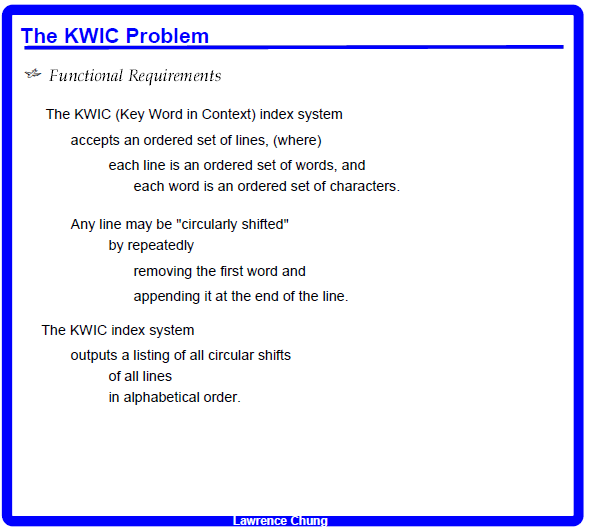 The KWIC Problem
Functional Requirements
The KWIC (Key Word in Context) index system
accepts an ordered set of lines, (where)
each line is an ordered set of words, and
each word is an ordered set of characters.
Any line may be "circularly shifted"
by repeatedly
removing the first word and
appending it at the end of the line.
The KWIC index system
outputs a listing of all circular shifts
of all lines
in alphabetical order.
Lawrence Chung